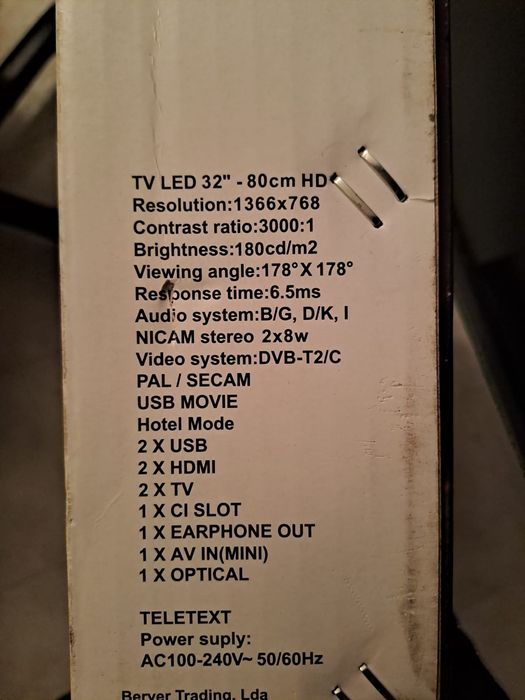 TV LED 32" - 80cm HD
Resolution:1366x768
Contrast ratio:3000:1
Brightness:180cd/m2
Viewing angle:178°X 178°
Response time:6.5ms
Audio system:B/G, D/K, I
NICAM stereo 2x8w
Video system:DVB-T2/C
PAL / SECAM
USB MOVIE
Hotel Mode
2 X USB
2 X HDMI
2 X TV
1 X CI SLOT
1 X EARPHONE OUT
1 X AV IN(MINI)
1 X OPTICAL
TELETEXT
Power suply:
AC100-240V~ 50/60Hz
Berver Trading, Lda